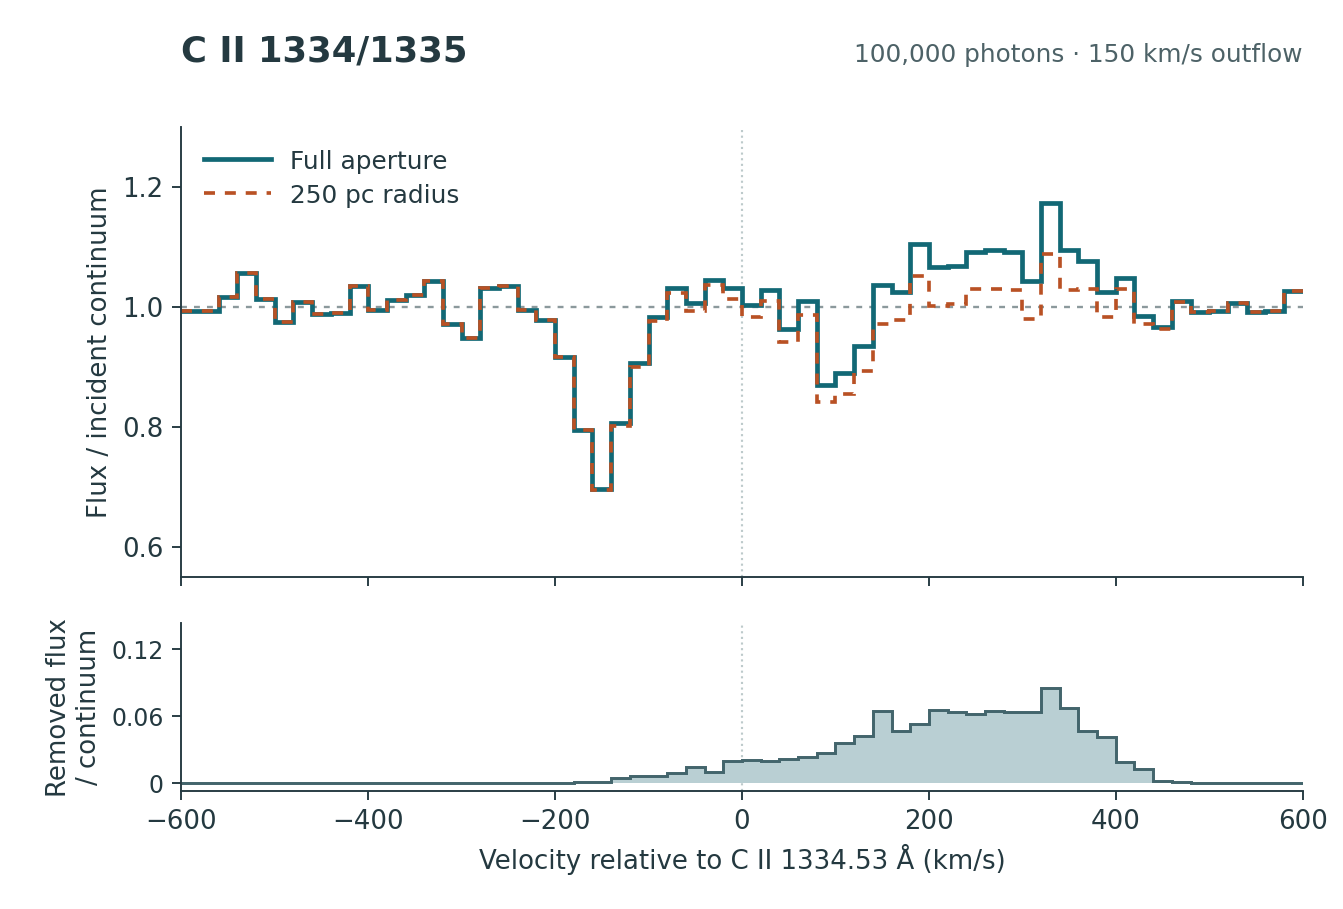 C II 1334/1335
100,000 photons · 150 km/s outflow
Full aperture
250 pc radius
Flux / incident continuum
1.2
1.0
0.8
0.6
Removed flux
/ continuum
0.12
0.06
0
−600
−400
−200
0
200
400
600
Velocity relative to C II 1334.53 Å (km/s)